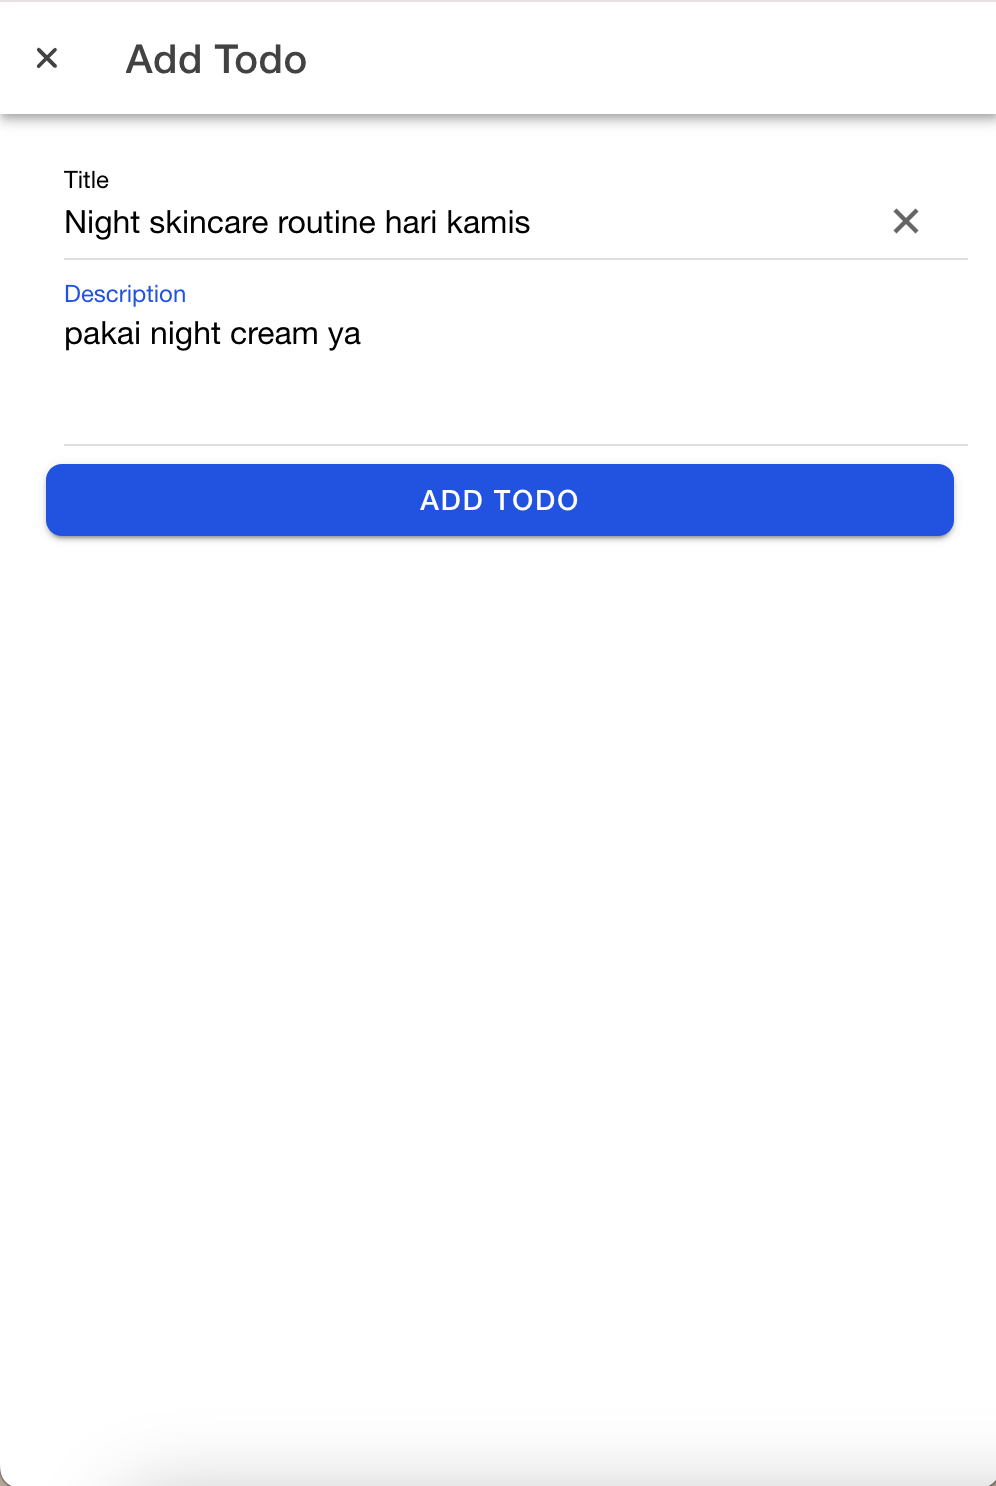 Add Todo
Title
Night skincare routine hari kamis
Description
pakai night cream ya
ADD TODO